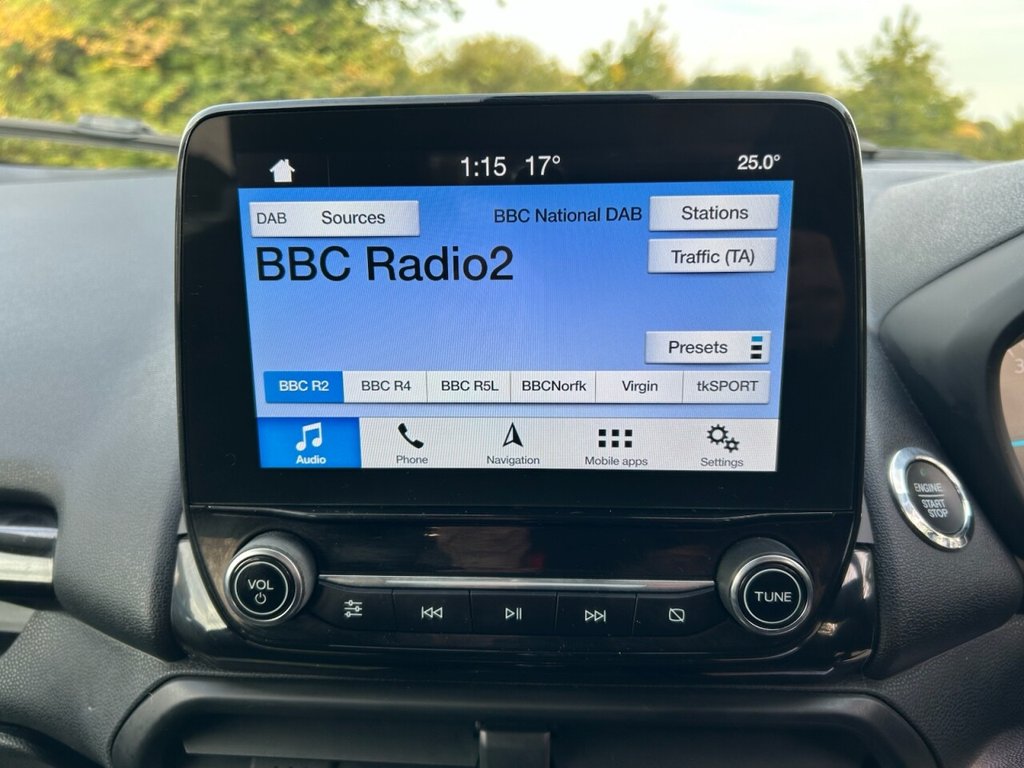 1:15 17° 25.0°
DAB Sources BBC National DAB Stations
BBC Radio2 Traffic (TA)
Presets
BBC R2 BBC R4 BBC R5L BBCNorfk Virgin tkSPORT
Audio Phone Navigation Mobile apps Settings
ENGINE
START
STOP
VOL TUNE